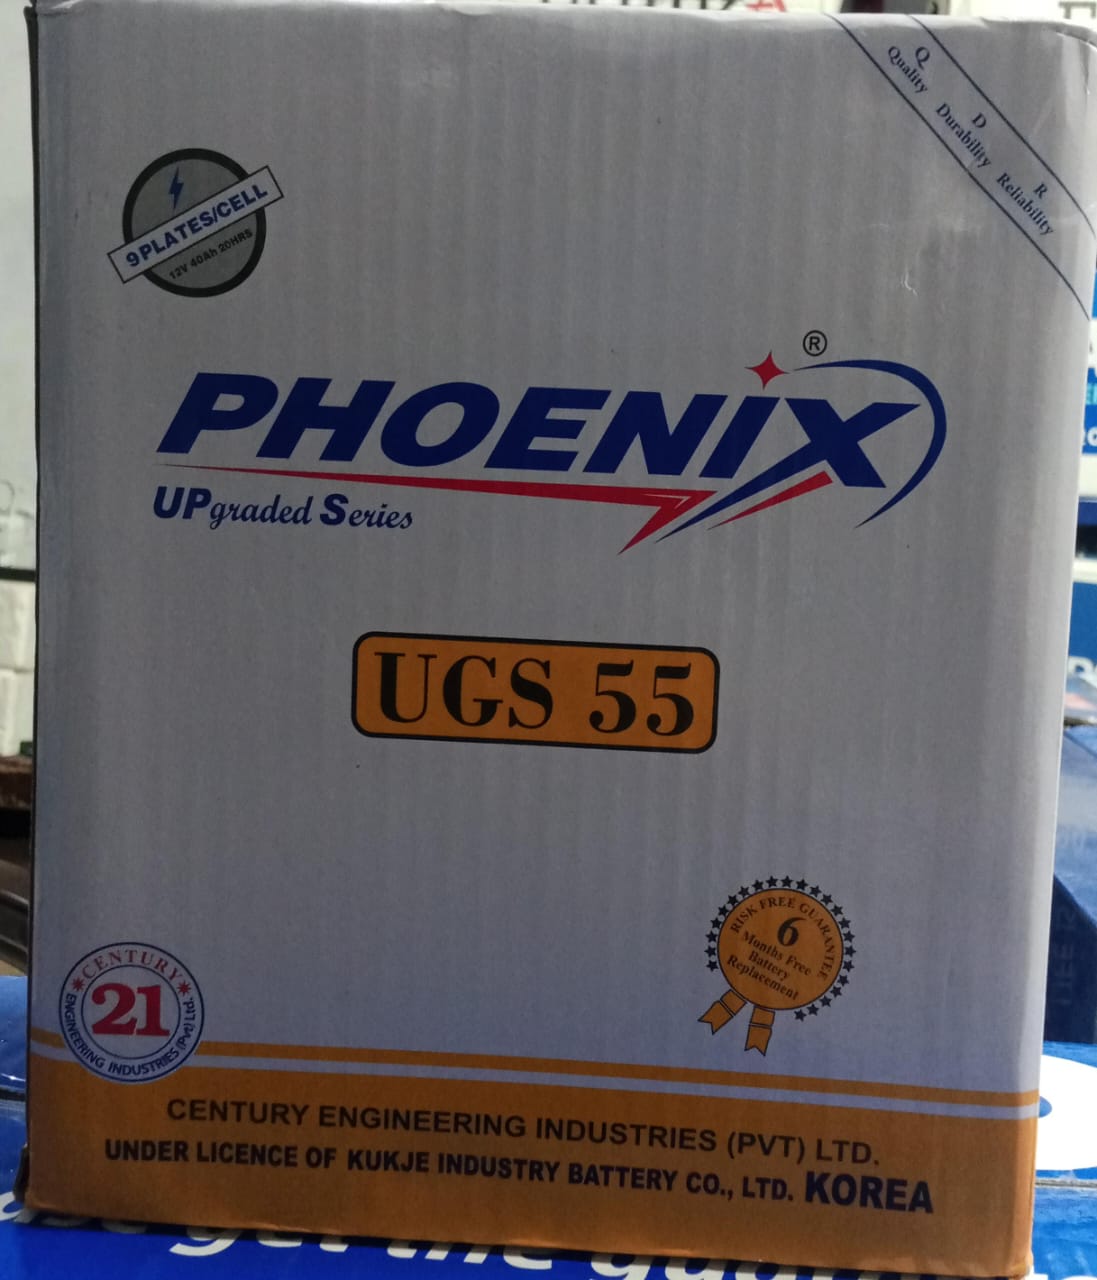 Q D R
Quality Durability Reliability
9 PLATES/CELL
12V 40Ah 20HRS
PHOENIX ®
UPgraded Series
UGS 55
RISK FREE GUARANTEE
6
Months Free
Battery
Replacement
CENTURY
21
ENGINEERING INDUSTRIES (Pvt) Ltd.
CENTURY ENGINEERING INDUSTRIES (PVT) LTD.
UNDER LICENCE OF KUKJE INDUSTRY BATTERY CO., LTD. KOREA
get the